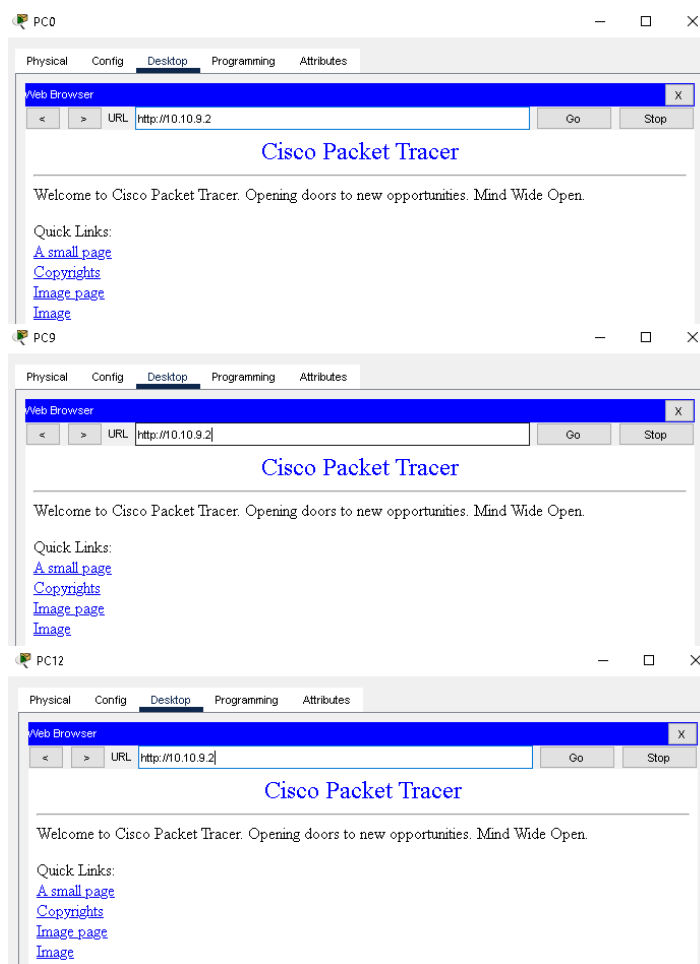 PC0
Physical Config Desktop Programming Attributes
Web Browser X
< > URL http://10.10.9.2 Go Stop
Cisco Packet Tracer
Welcome to Cisco Packet Tracer. Opening doors to new opportunities. Mind Wide Open.
Quick Links:
A small page
Copyrights
Image page
Image
PC9
Physical Config Desktop Programming Attributes
Web Browser X
< > URL http://10.10.9.2 Go Stop
Cisco Packet Tracer
Welcome to Cisco Packet Tracer. Opening doors to new opportunities. Mind Wide Open.
Quick Links:
A small page
Copyrights
Image page
Image
PC12
Physical Config Desktop Programming Attributes
Web Browser X
< > URL http://10.10.9.2 Go Stop
Cisco Packet Tracer
Welcome to Cisco Packet Tracer. Opening doors to new opportunities. Mind Wide Open.
Quick Links:
A small page
Copyrights
Image page
Image